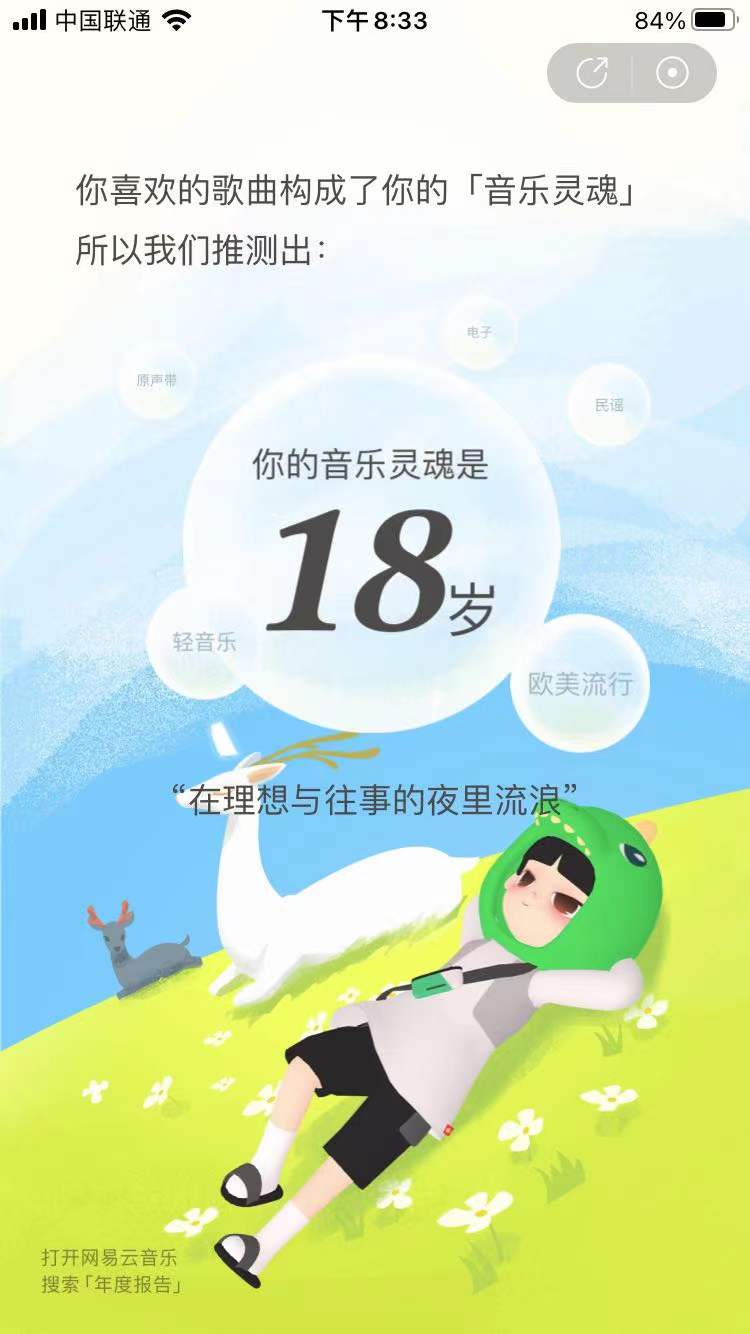 中国联通
下午8:33
84%
你喜欢的歌曲构成了你的「音乐灵魂」
所以我们推测出：
电子
原声带
民谣
你的音乐灵魂是
18岁
轻音乐
欧美流行
“在理想与往事的夜里流浪”
打开网易云音乐
搜索「年度报告」